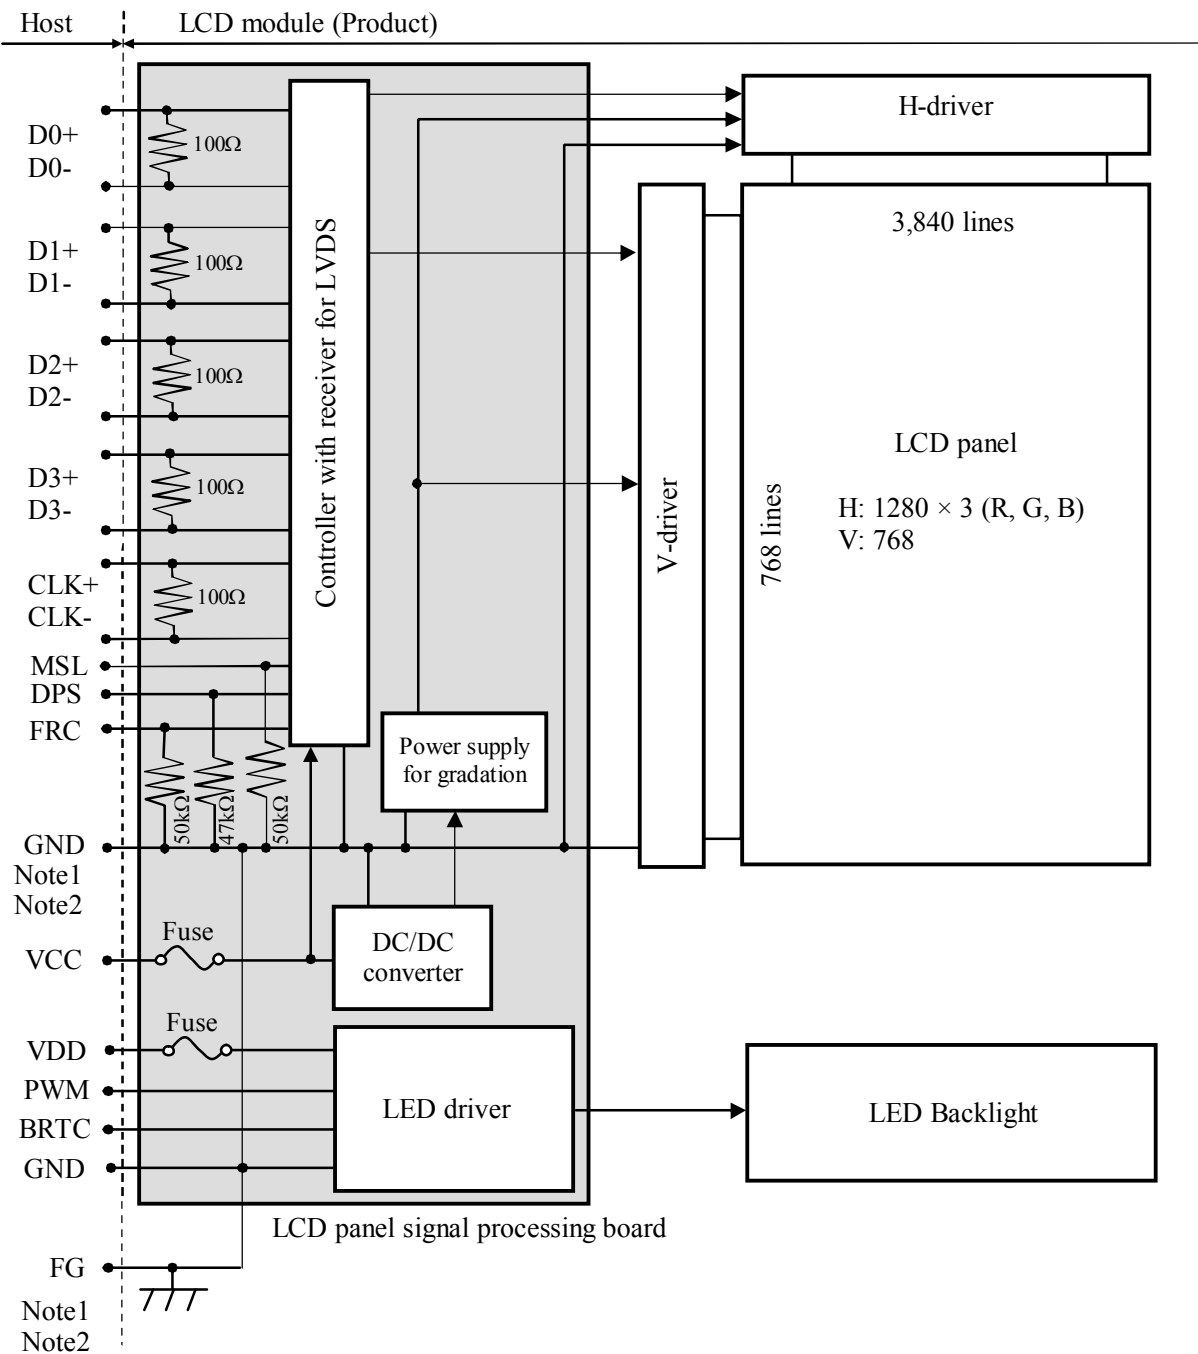 Host
LCD module (Product)
H-driver
D0+
D0-
100Ω
3,840 lines
D1+
D1-
100Ω
Controller with receiver for LVDS
D2+
D2-
100Ω
LCD panel
D3+
D3-
100Ω
V-driver
768 lines
H: 1280 × 3 (R, G, B)
V: 768
CLK+
CLK-
100Ω
MSL
DPS
FRC
Power supply
for gradation
50kΩ
47kΩ
50kΩ
GND
Note1
Note2
Fuse
VCC
DC/DC
converter
Fuse
VDD
PWM
BRTC
GND
LED driver
LED Backlight
LCD panel signal processing board
FG
Note1
Note2